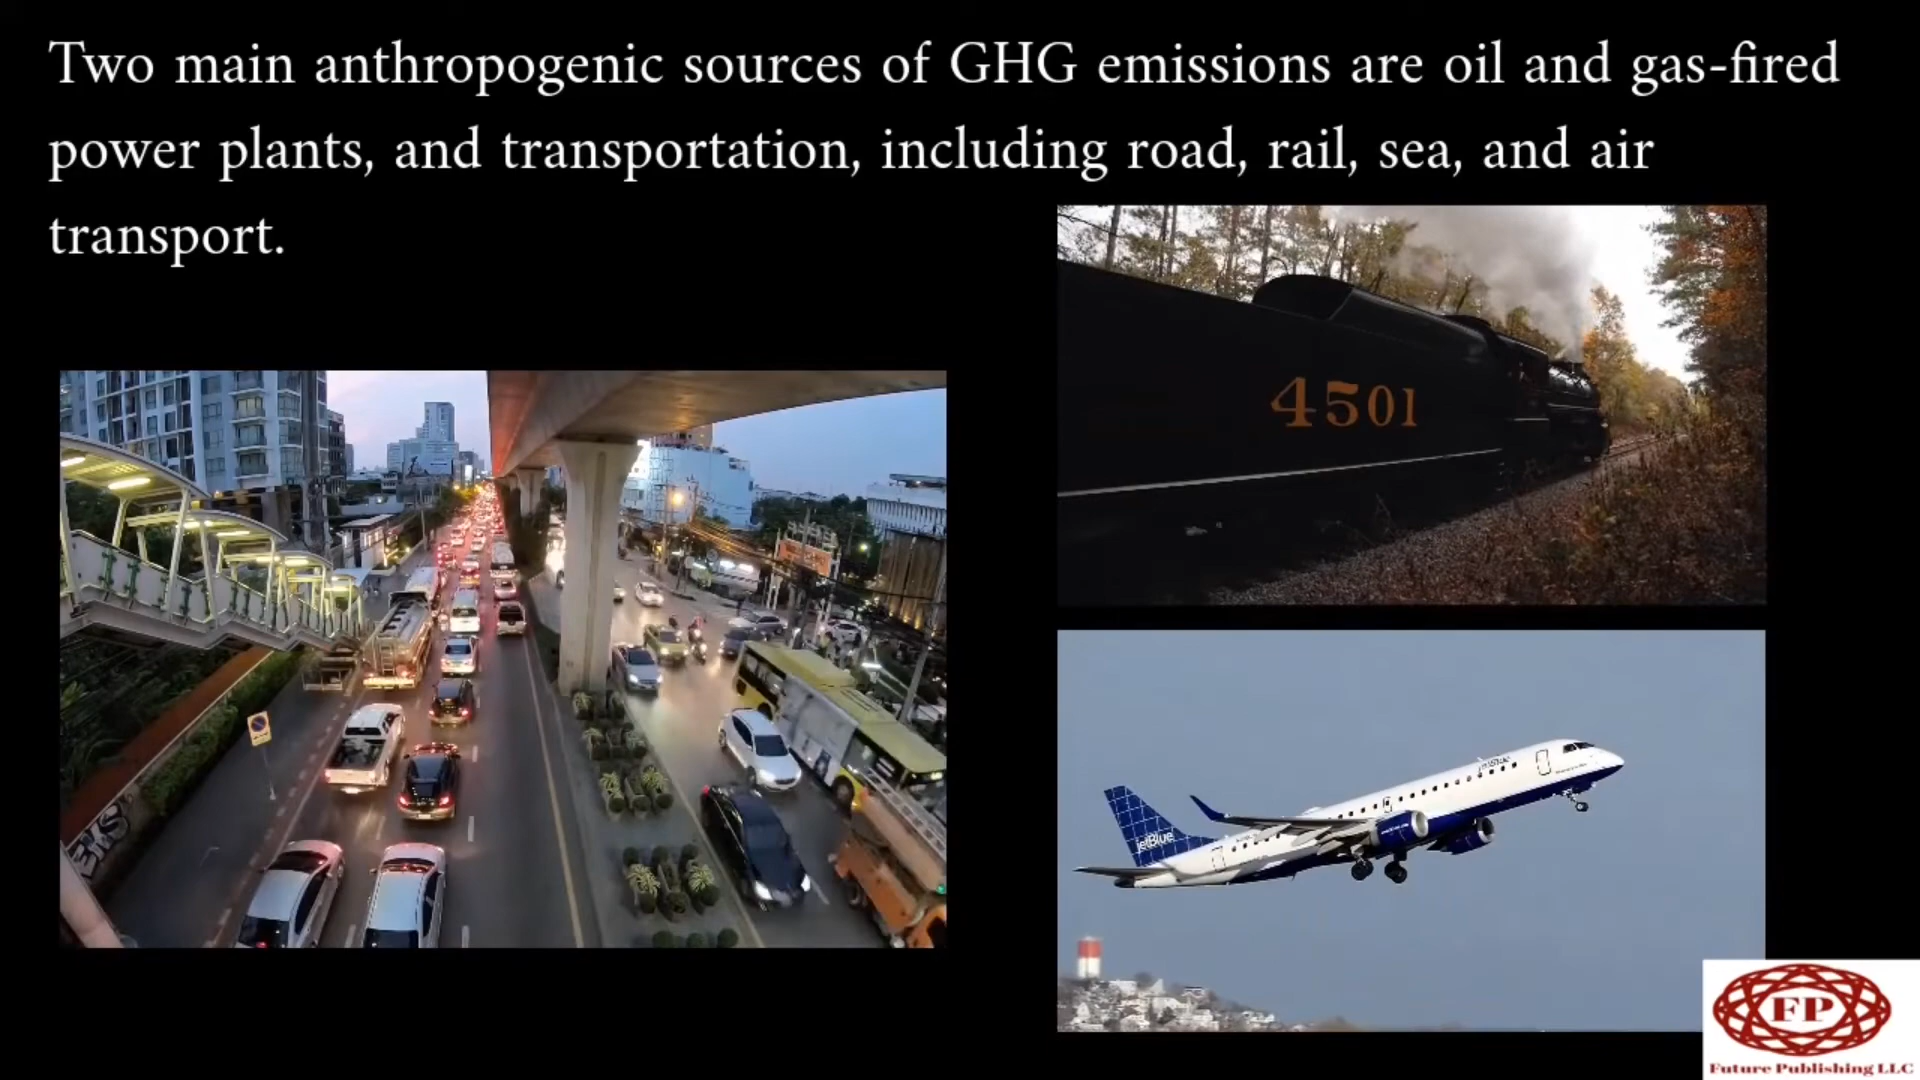 Two main anthropogenic sources of GHG emissions are oil and gas-fired
power plants, and transportation, including road, rail, sea, and air
transport.
4501
jetBlue
jetBlue
FP
Future Publishing LLC